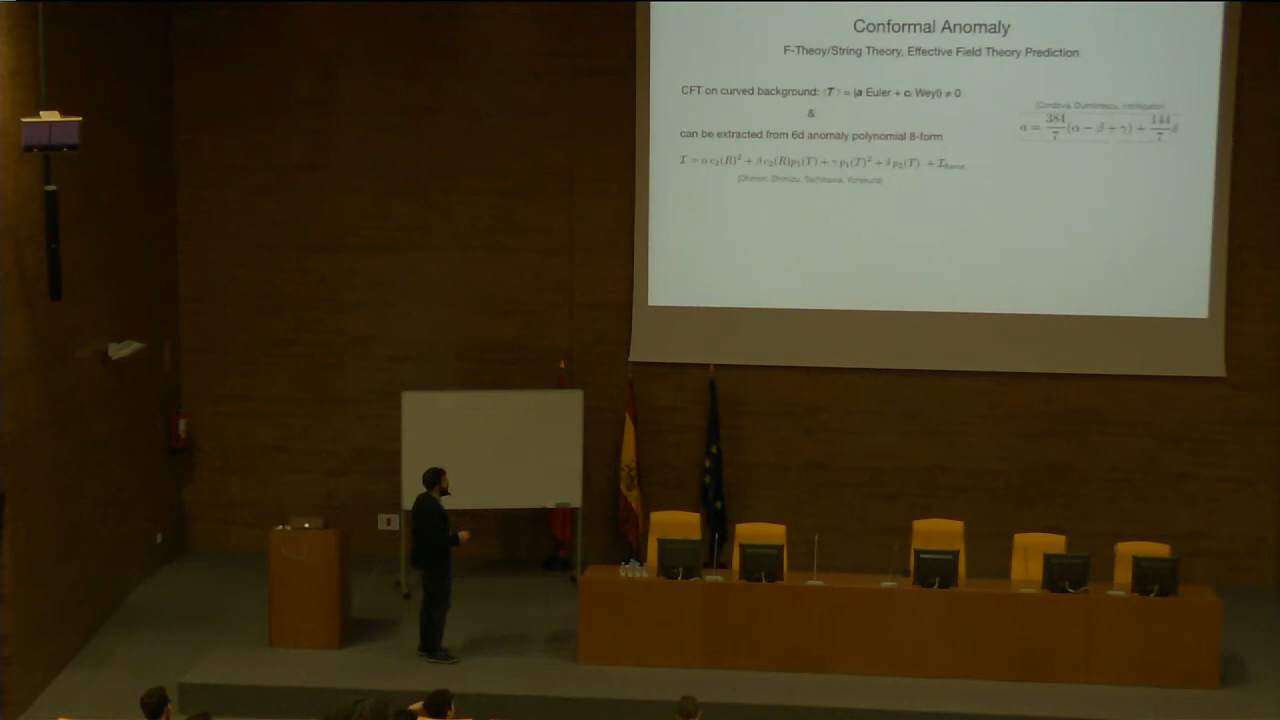 Conformal Anomaly
F-Theoy/String Theory, Effective Field Theory Prediction
CFT on curved background: ⟨T⟩ = (a Euler + cᵢ Weyl) ≠ 0
&
can be extracted from 6d anomaly polynomial 8-form
I = α c₂(R)² + β c₂(R)p₁(T) + γ p₁(T)² + δ p₂(T) + I_flavor
[Ohmori, Shimizu, Tachikawa, Yonekura]
[Cordova, Dumitrescu, Intriligator]
a = 384/7 (α − β + γ) + 144/7 δ